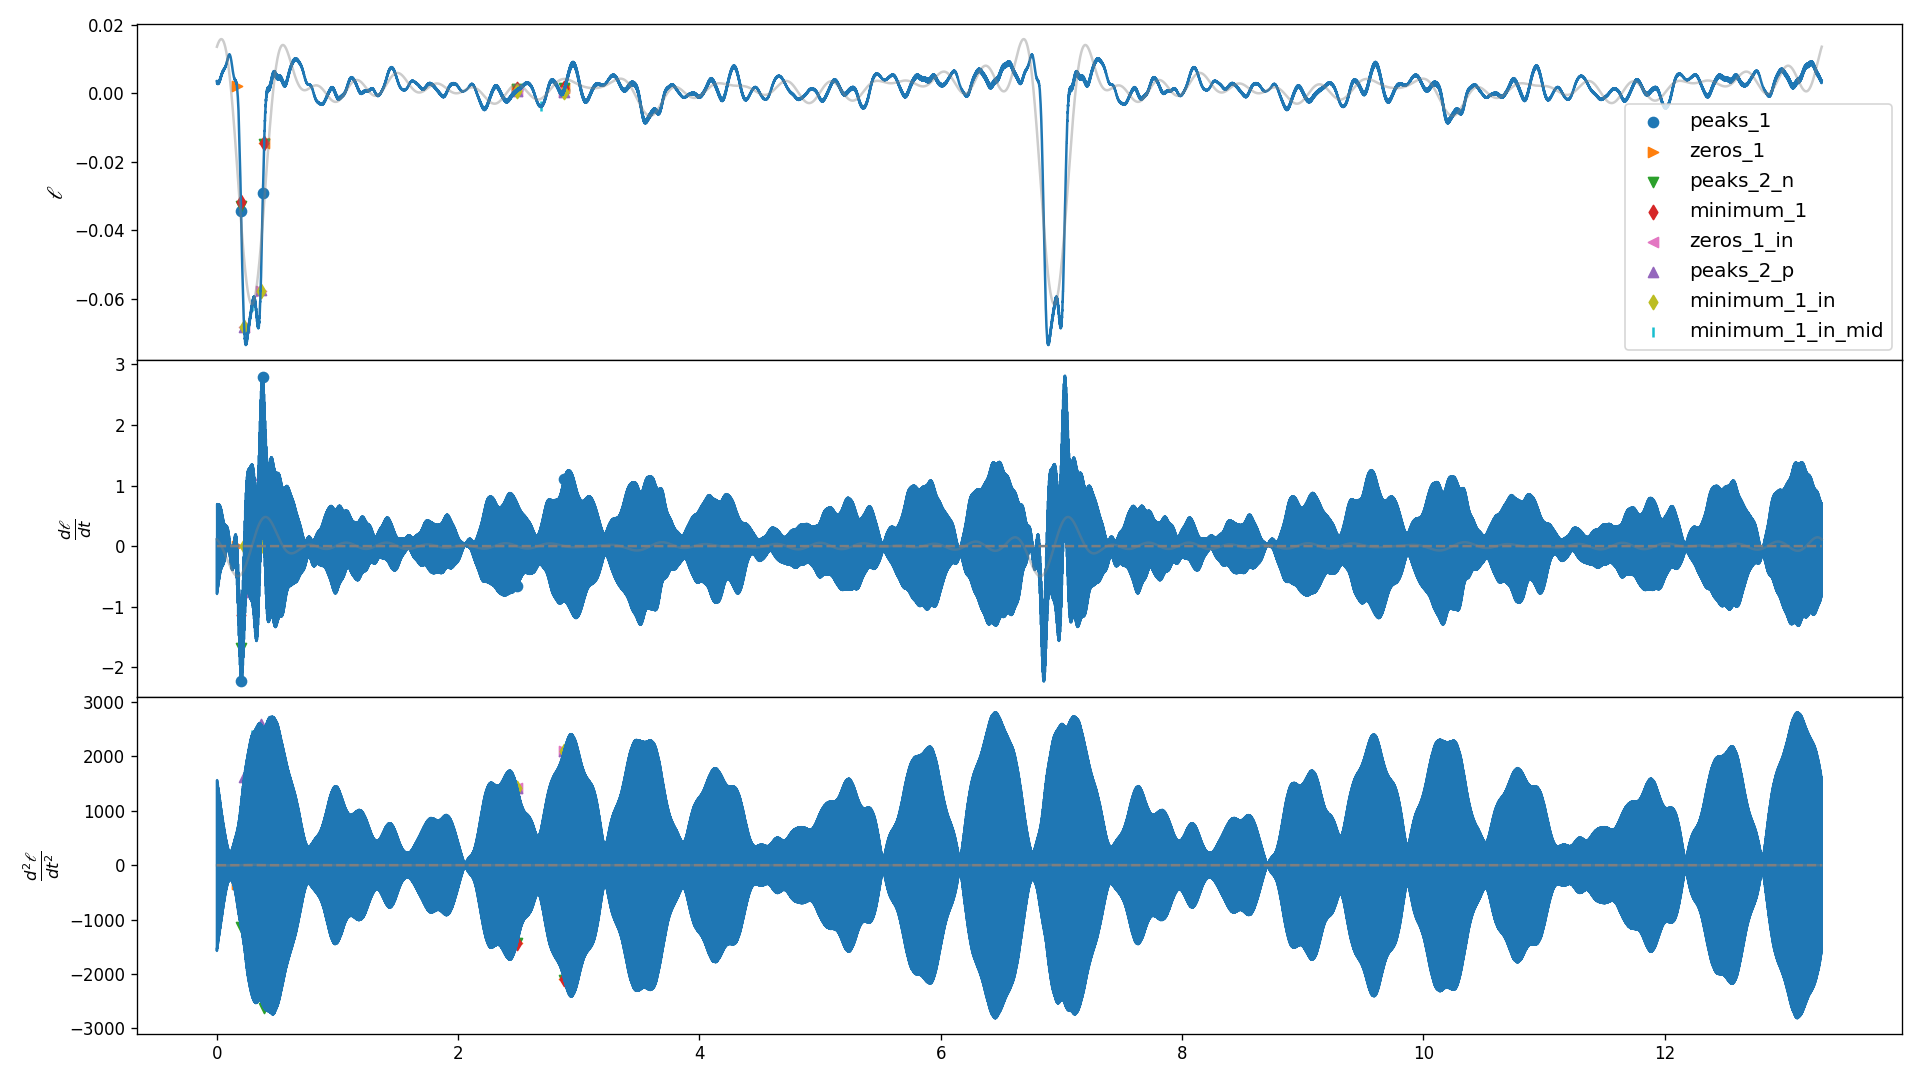 0.02
0.00
−0.02
−0.04
−0.06
ℓ
peaks_1
zeros_1
peaks_2_n
minimum_1
zeros_1_in
peaks_2_p
minimum_1_in
minimum_1_in_mid
3
2
1
0
−1
−2
dℓ
dt
3000
2000
1000
0
−1000
−2000
−3000
d²ℓ
dt²
0 2 4 6 8 10 12